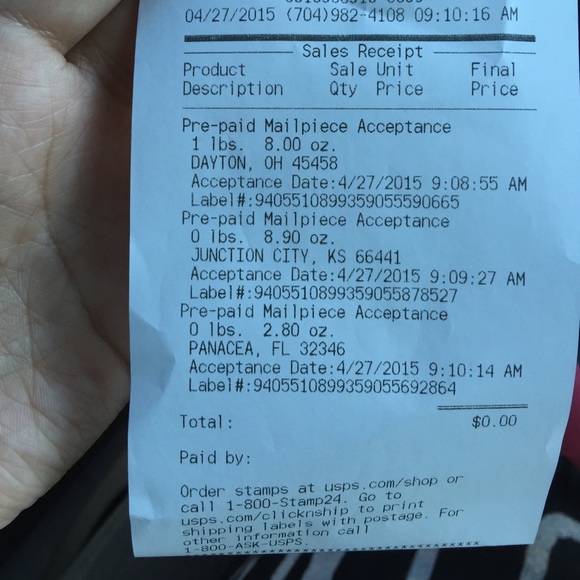 04/27/2015 (704)982-4108 09:10:16 AM
Sales Receipt
Product Sale Unit Final
Description Qty Price Price
Pre-paid Mailpiece Acceptance
1 lbs. 8.00 oz.
DAYTON, OH 45458
Acceptance Date:4/27/2015 9:08:55 AM
Label#:9405510899359055590665
Pre-paid Mailpiece Acceptance
0 lbs. 8.90 oz.
JUNCTION CITY, KS 66441
Acceptance Date:4/27/2015 9:09:27 AM
Label#:9405510899359055878527
Pre-paid Mailpiece Acceptance
0 lbs. 2.80 oz.
PANACEA, FL 32346
Acceptance Date:4/27/2015 9:10:14 AM
Label#:9405510899359055692864
Total: $0.00
Paid by:
Order stamps at usps.com/shop or
call 1-800-Stamp24. Go to
usps.com/clicknship to print
shipping labels with postage. For
other information call
1-800-ASK-USPS.